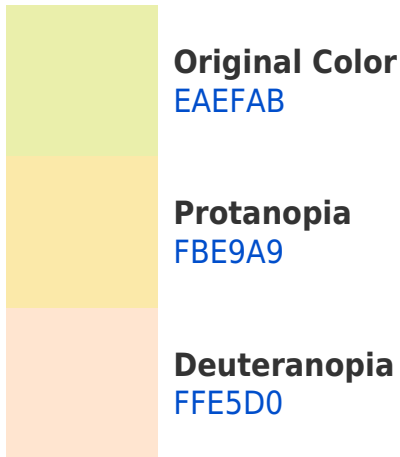 Original Color
EAEFAB
Protanopia
FBE9A9
Deuteranopia
FFE5D0